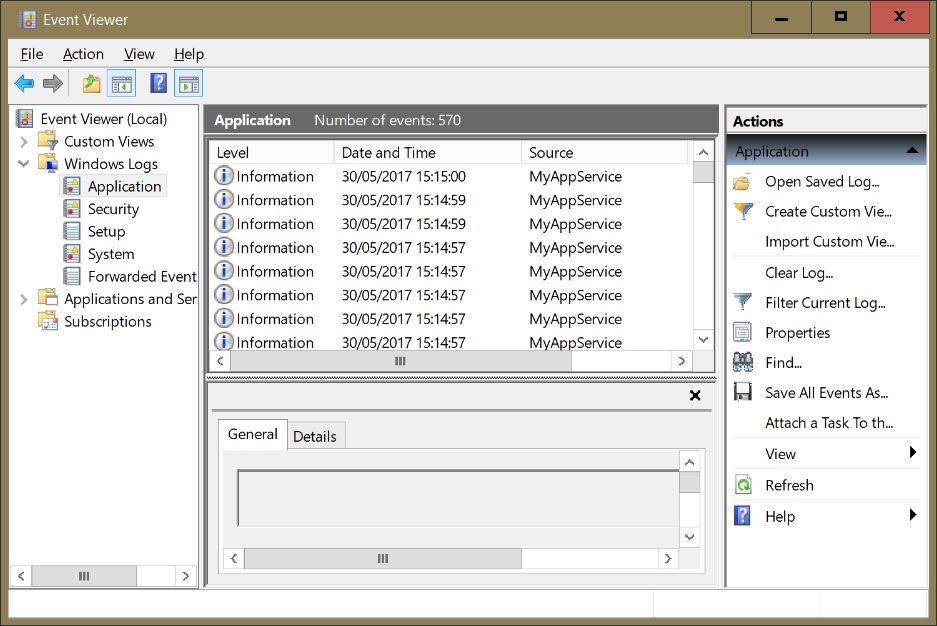 Event Viewer
File Action View Help
Event Viewer (Local)
Custom Views
Windows Logs
Application
Security
Setup
System
Forwarded Event
Applications and Ser
Subscriptions
Application Number of events: 570
Level Date and Time Source
Information 30/05/2017 15:15:00 MyAppService
Information 30/05/2017 15:14:59 MyAppService
Information 30/05/2017 15:14:59 MyAppService
Information 30/05/2017 15:14:57 MyAppService
Information 30/05/2017 15:14:57 MyAppService
Information 30/05/2017 15:14:57 MyAppService
Information 30/05/2017 15:14:57 MyAppService
Information 30/05/2017 15:14:57 MyAppService
General Details
Actions
Application
Open Saved Log...
Create Custom Vie...
Import Custom Vie...
Clear Log...
Filter Current Log...
Properties
Find...
Save All Events As...
Attach a Task To th...
View
Refresh
Help